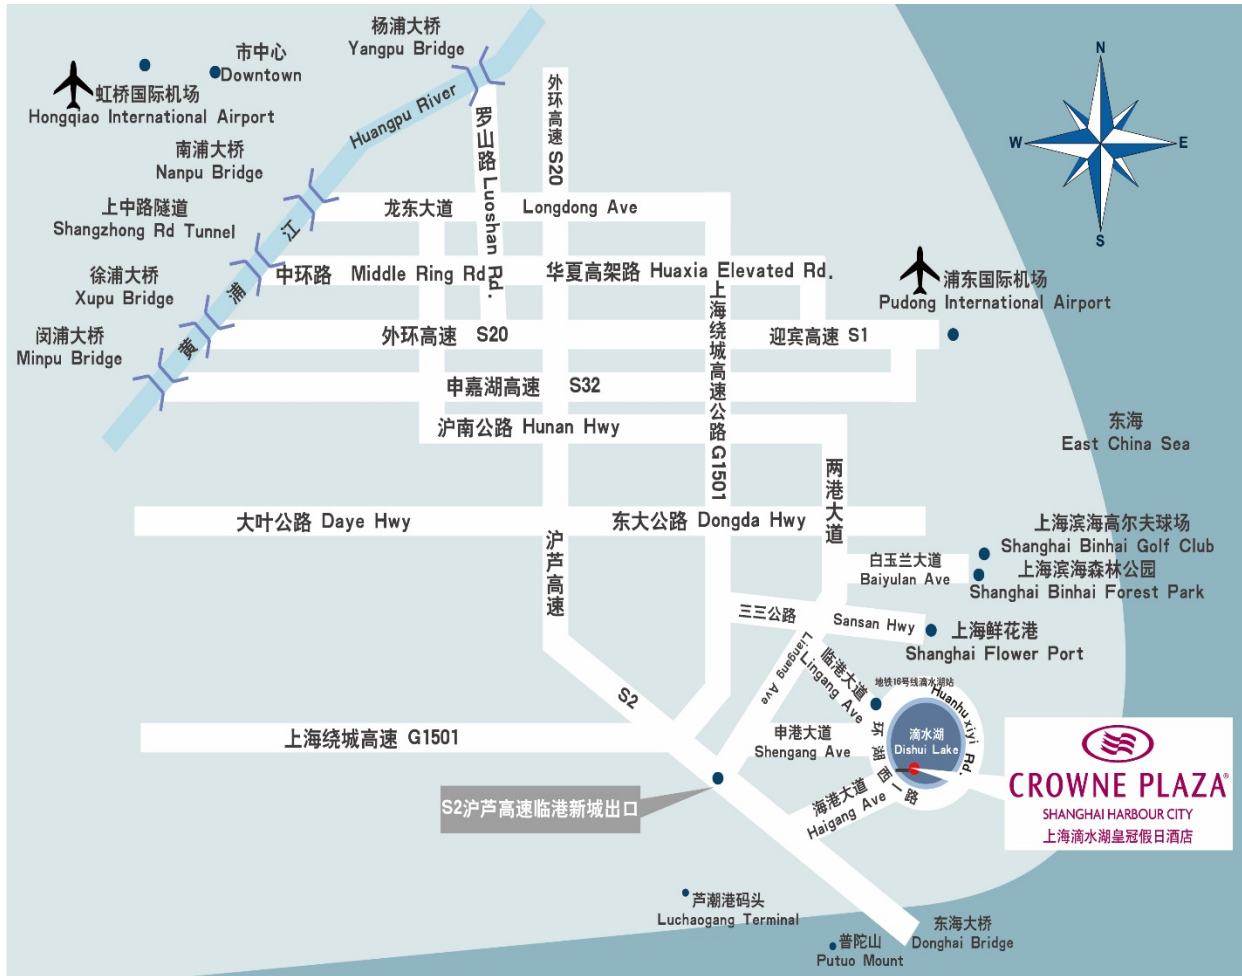 杨浦大桥
Yangpu Bridge
市中心
Downtown
虹桥国际机场
Hongqiao International Airport
Huangpu River
外环高速 S20
罗山路 Luoshan Rd.
南浦大桥
Nanpu Bridge
上中路隧道
Shangzhong Rd Tunnel
徐浦大桥
Xupu Bridge
闵浦大桥
Minpu Bridge
黄浦江
N
W
E
S
龙东大道 Longdong Ave
中环路 Middle Ring Rd
华夏高架路 Huaxia Elevated Rd.
浦东国际机场
Pudong International Airport
外环高速 S20
迎宾高速 S1
申嘉湖高速 S32
上海绕城高速公路 G1501
沪南公路 Hunan Hwy
东海
East China Sea
两港大道
大叶公路 Daye Hwy
东大公路 Dongda Hwy
沪芦高速
上海滨海高尔夫球场
Shanghai Binhai Golf Club
白玉兰大道
Baiyulan Ave
上海滨海森林公园
Shanghai Binhai Forest Park
三三公路 Sansan Hwy
上海鲜花港
Shanghai Flower Port
Liangang Ave
临港大道
Lingang Ave
地铁16号线滴水湖站
Huanhu xiyi Rd.
S2
上海绕城高速 G1501
申港大道
Shengang Ave
环湖西一路
滴水湖
Dishui Lake
海港大道
Haigang Ave
S2沪芦高速临港新城出口
CROWNE PLAZA®
SHANGHAI HARBOUR CITY
上海滴水湖皇冠假日酒店
芦潮港码头
Luchaogang Terminal
东海大桥
Donghai Bridge
普陀山
Putuo Mount